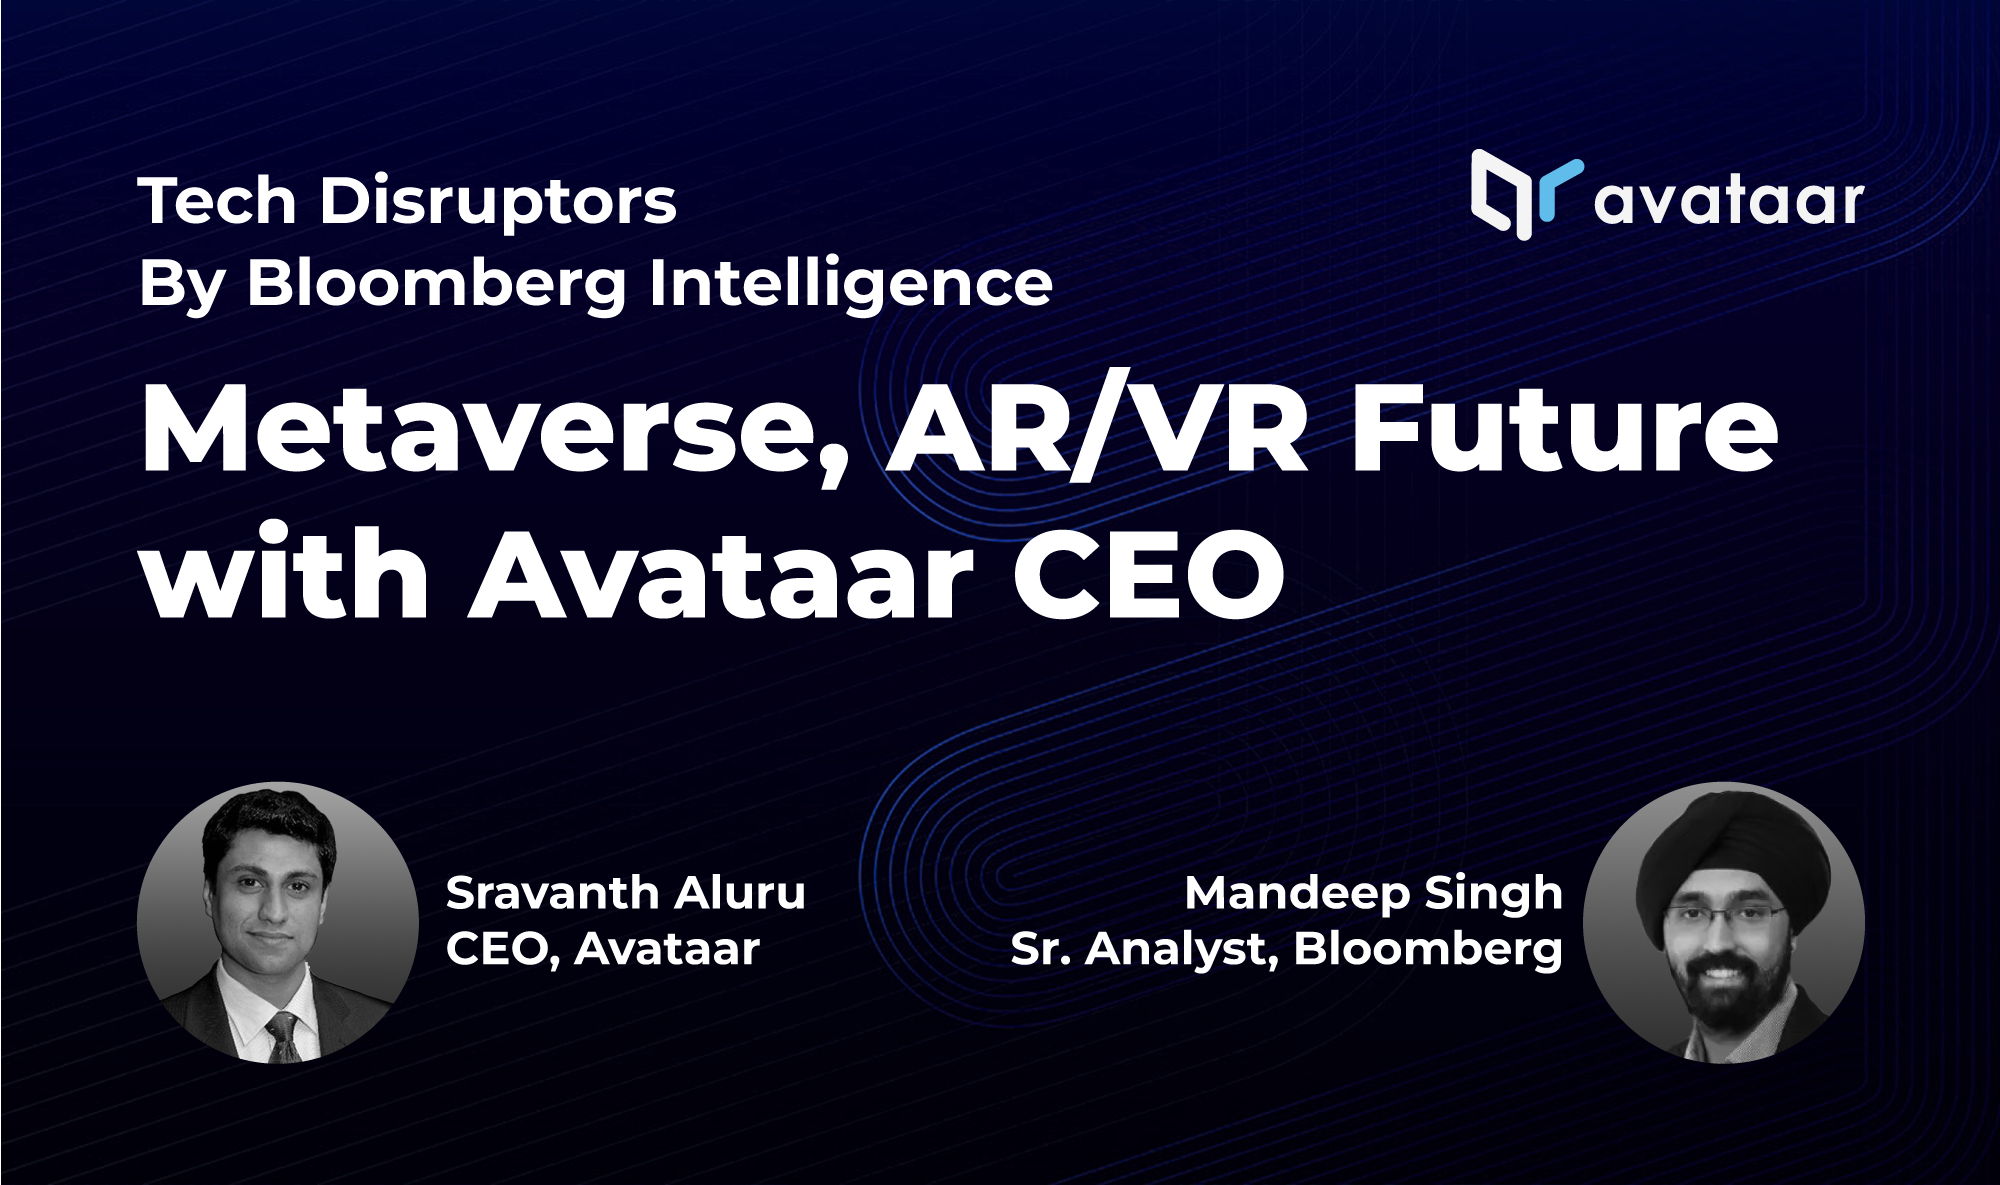 Tech Disruptors
By Bloomberg Intelligence
avataar
Metaverse, AR/VR Future
with Avataar CEO
Sravanth Aluru
CEO, Avataar
Mandeep Singh
Sr. Analyst, Bloomberg